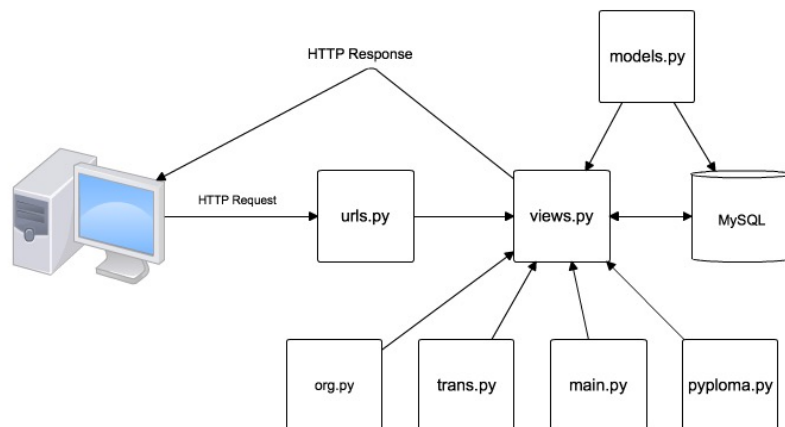 HTTP Response
models.py
HTTP Request
urls.py
views.py
MySQL
org.py
trans.py
main.py
pyploma.py